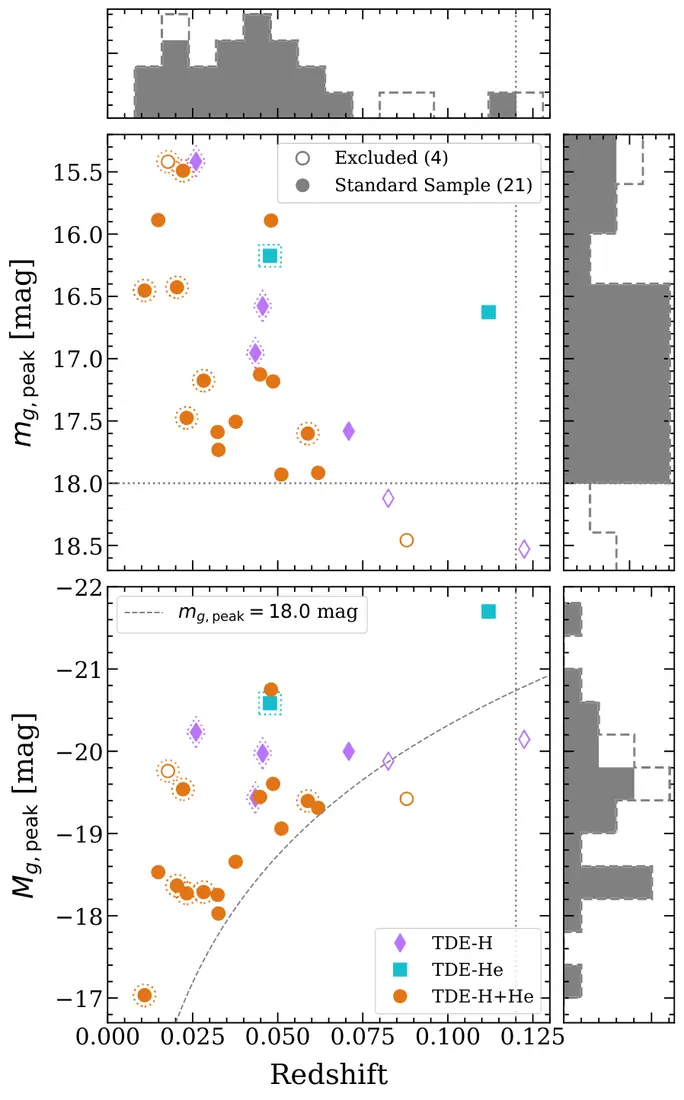 Excluded (4)
Standard Sample (21)
15.5
16.0
16.5
17.0
17.5
18.0
18.5
m_{g, peak} [mag]
m_{g, peak} = 18.0 mag
−22
−21
−20
−19
−18
−17
M_{g, peak} [mag]
TDE-H
TDE-He
TDE-H+He
0.000 0.025 0.050 0.075 0.100 0.125
Redshift